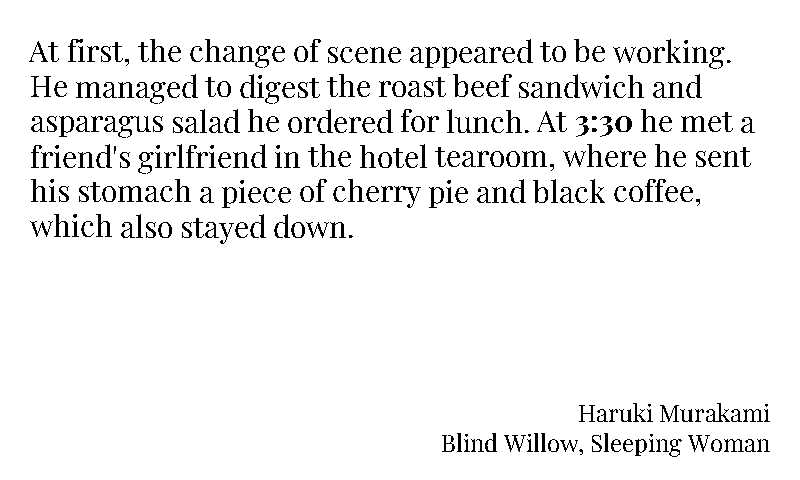 At first, the change of scene appeared to be working.
He managed to digest the roast beef sandwich and
asparagus salad he ordered for lunch. At 3:30 he met a
friend's girlfriend in the hotel tearoom, where he sent
his stomach a piece of cherry pie and black coffee,
which also stayed down.
Haruki Murakami
Blind Willow, Sleeping Woman